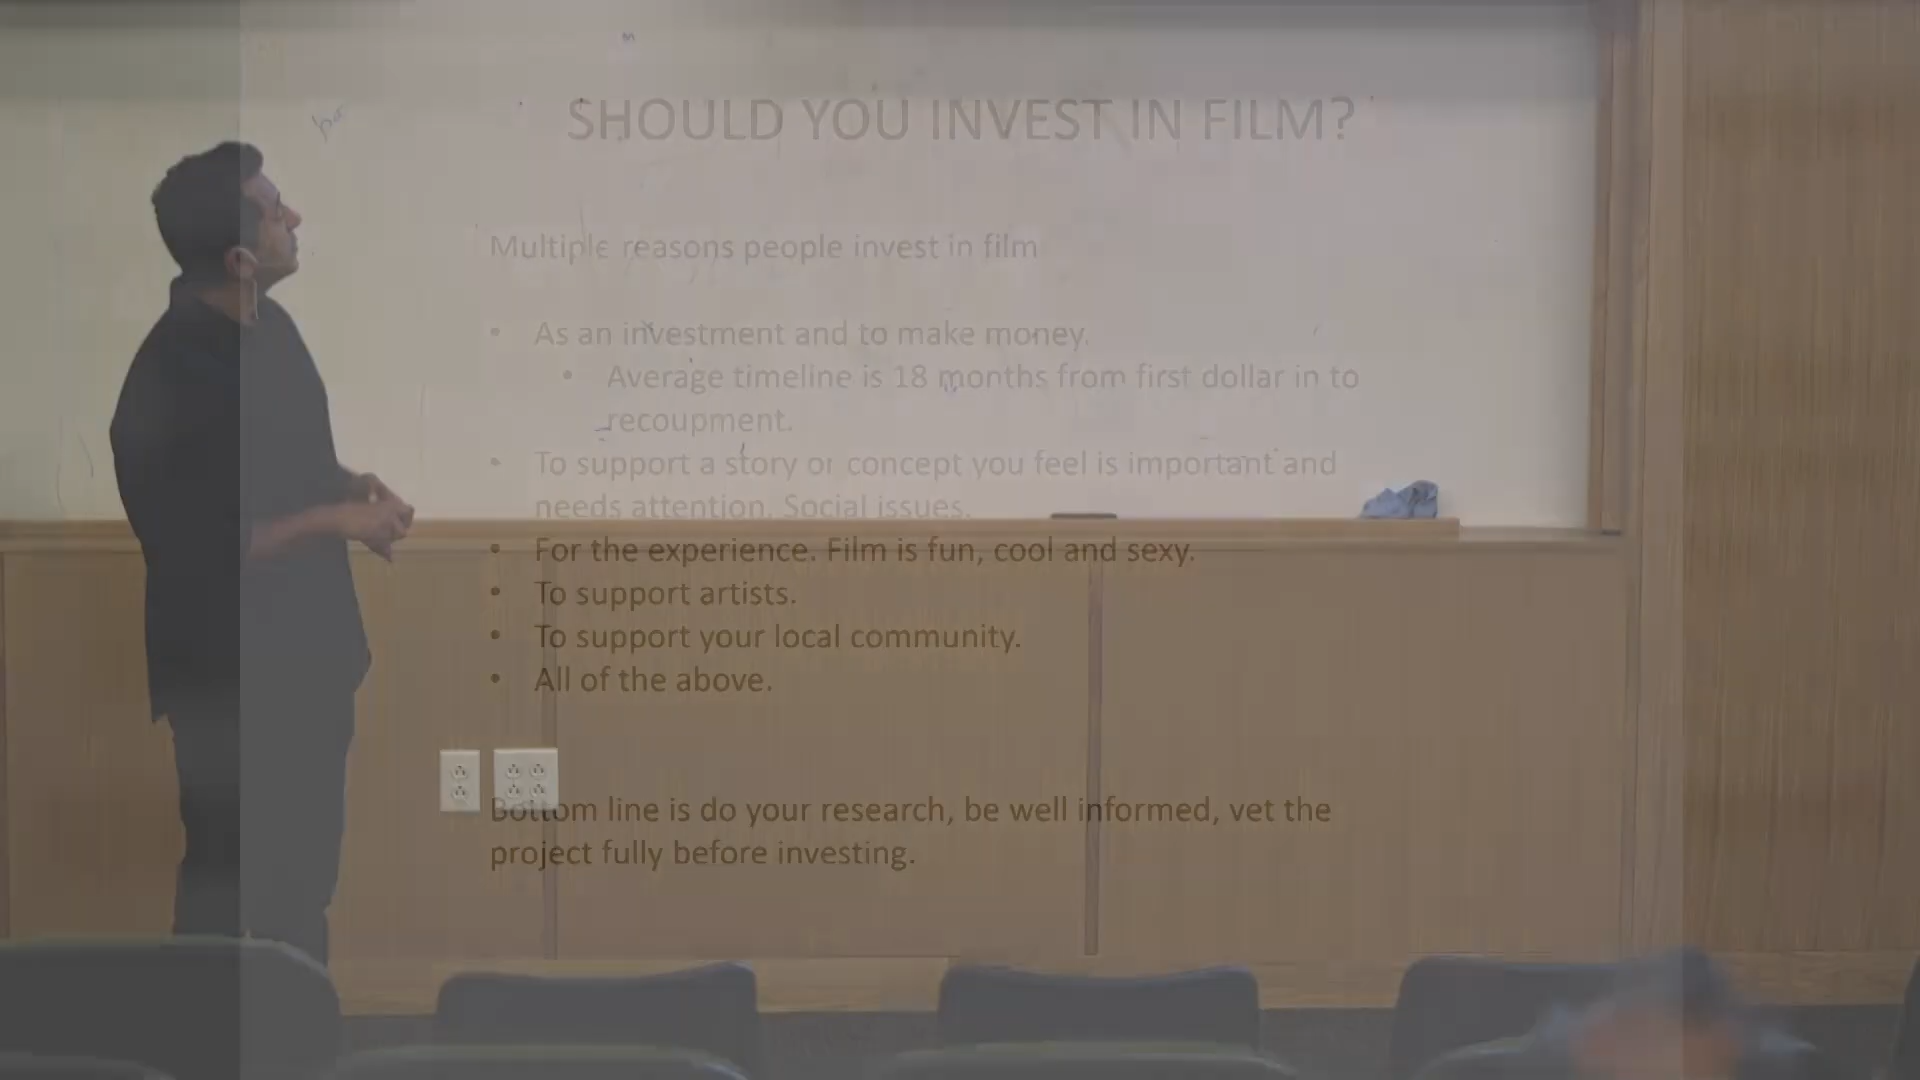 SHOULD YOU INVEST IN FILM?
Multiple reasons people invest in film
• As an investment and to make money.
• Average timeline is 18 months from first dollar in to
recoupment.
• To support a story or concept you feel is important and
needs attention. Social issues.
• For the experience. Film is fun, cool and sexy.
• To support artists.
• To support your local community.
• All of the above.
Bottom line is do your research, be well informed, vet the
project fully before investing.